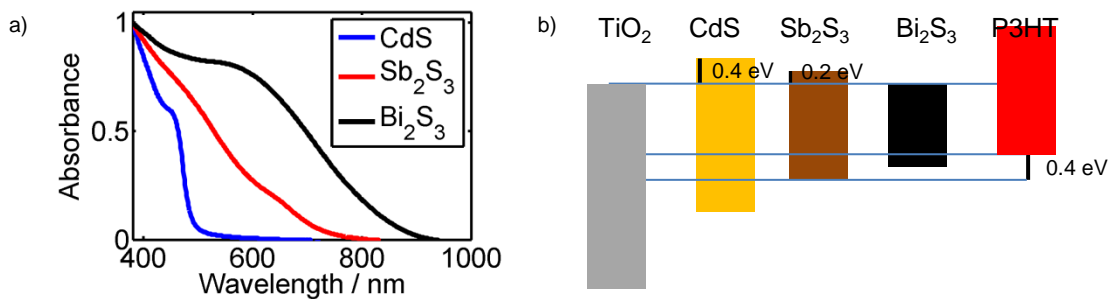 a)
1
0.5
0
Absorbance
CdS
Sb₂S₃
Bi₂S₃
400 600 800 1000
Wavelength / nm
b)
TiO₂ CdS Sb₂S₃ Bi₂S₃ P3HT
0.4 eV 0.2 eV
0.4 eV